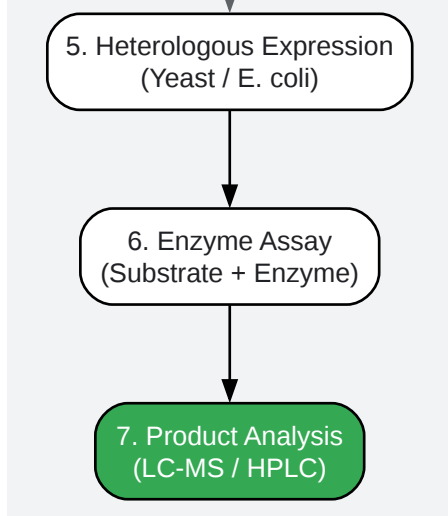 5. Heterologous Expression
(Yeast / E. coli)
6. Enzyme Assay
(Substrate + Enzyme)
7. Product Analysis
(LC-MS / HPLC)